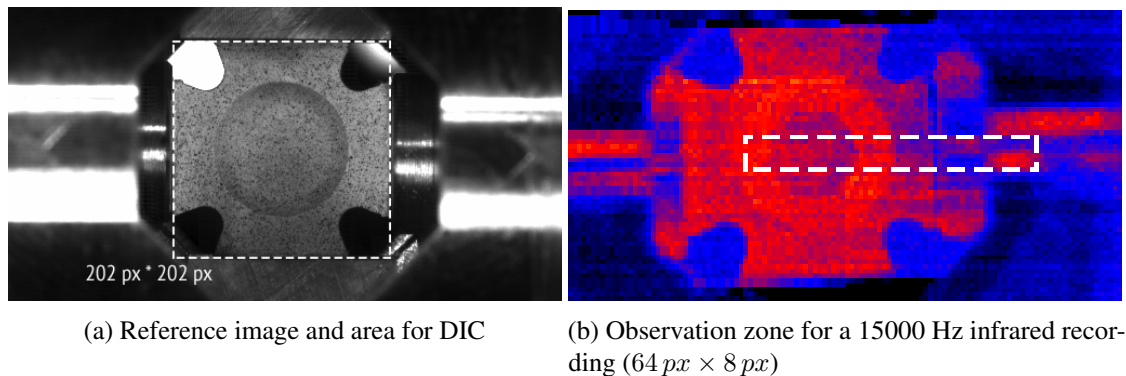 202 px * 202 px
(a) Reference image and area for DIC
(b) Observation zone for a 15000 Hz infrared recor-
ding (64 px × 8 px)